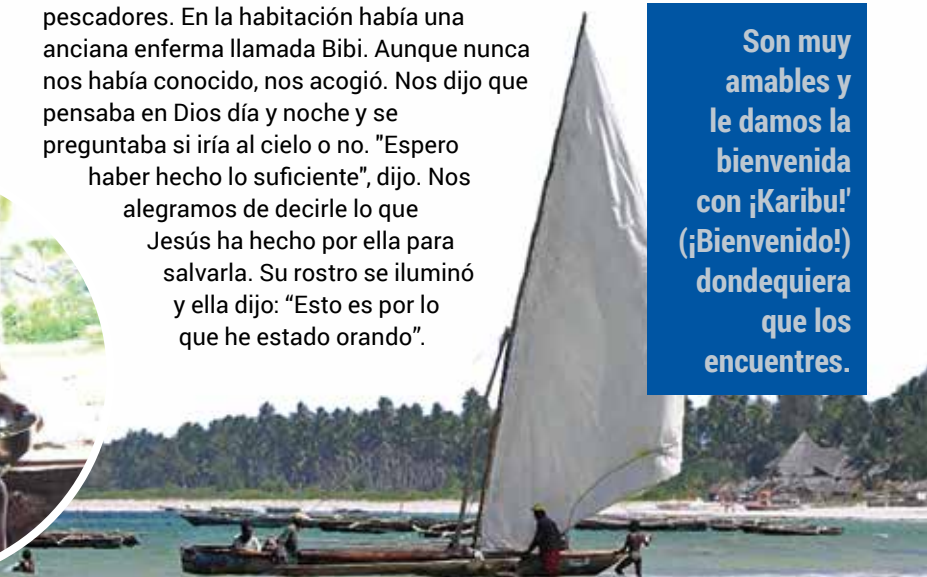 pescadores. En la habitación había una
anciana enferma llamada Bibi. Aunque nunca
nos había conocido, nos acogió. Nos dijo que
pensaba en Dios día y noche y se
preguntaba si iría al cielo o no. "Espero
haber hecho lo suficiente", dijo. Nos
alegramos de decirle lo que
Jesús ha hecho por ella para
salvarla. Su rostro se iluminó
y ella dijo: “Esto es por lo
que he estado orando”.
Son muy
amables y
le damos la
bienvenida
con ¡Karibu!'
(¡Bienvenido!)
dondequiera
que los
encuentres.